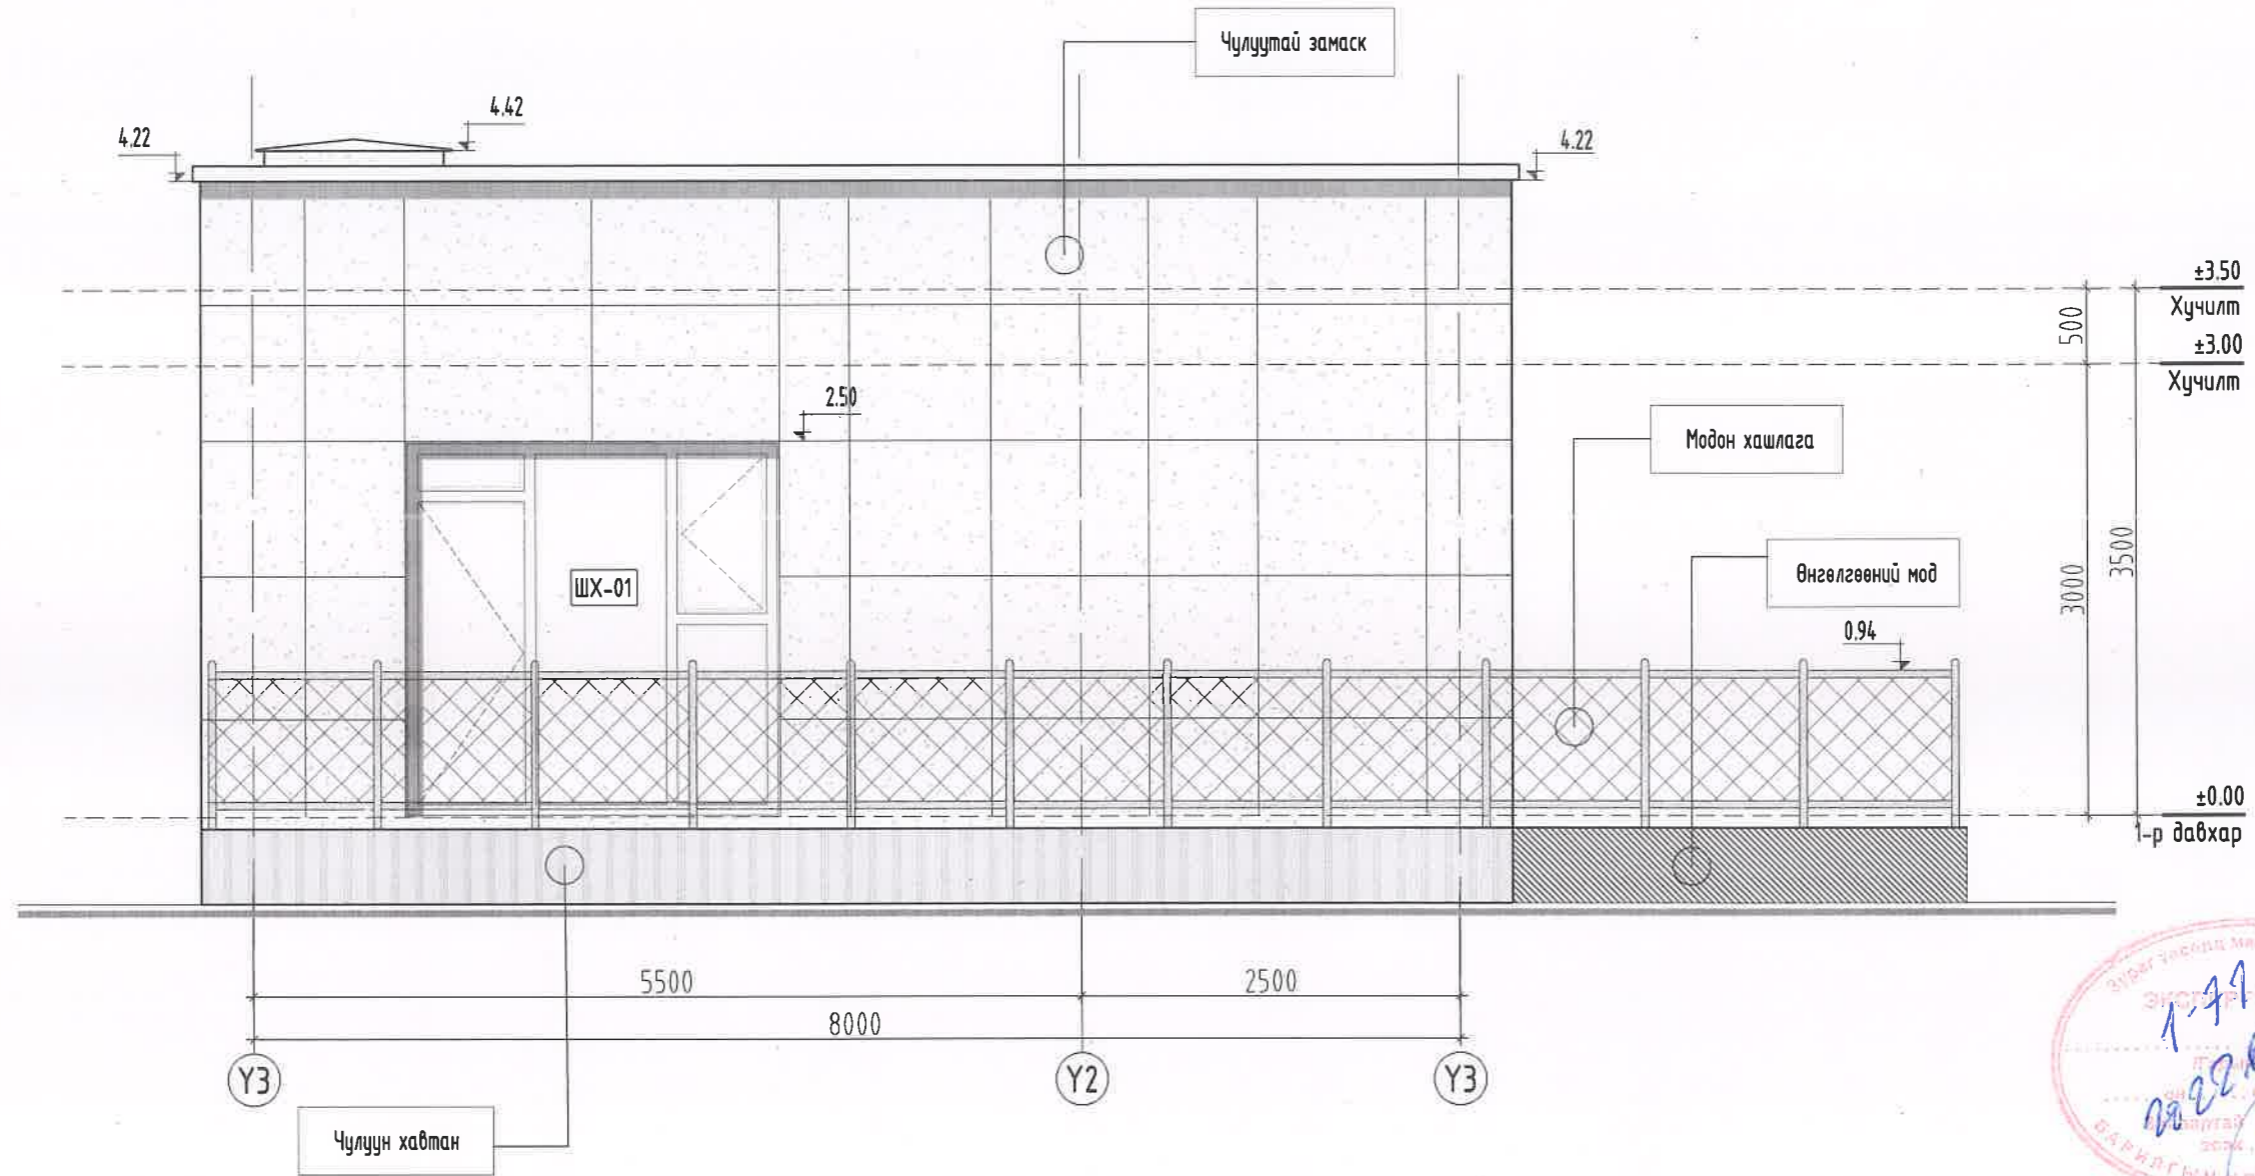 Чулуутай замаск
4.42
4.22
4.22
±3.50
Хучилт
500
±3.00
Хучилт
2.50
Модон хашлага
3500
Өнгөлгөөний мод
ШХ-01
3000
0.94
±0.00
1-р давхар
5500
2500
8000
Y3
Y2
Y3
Чулуун хавтан